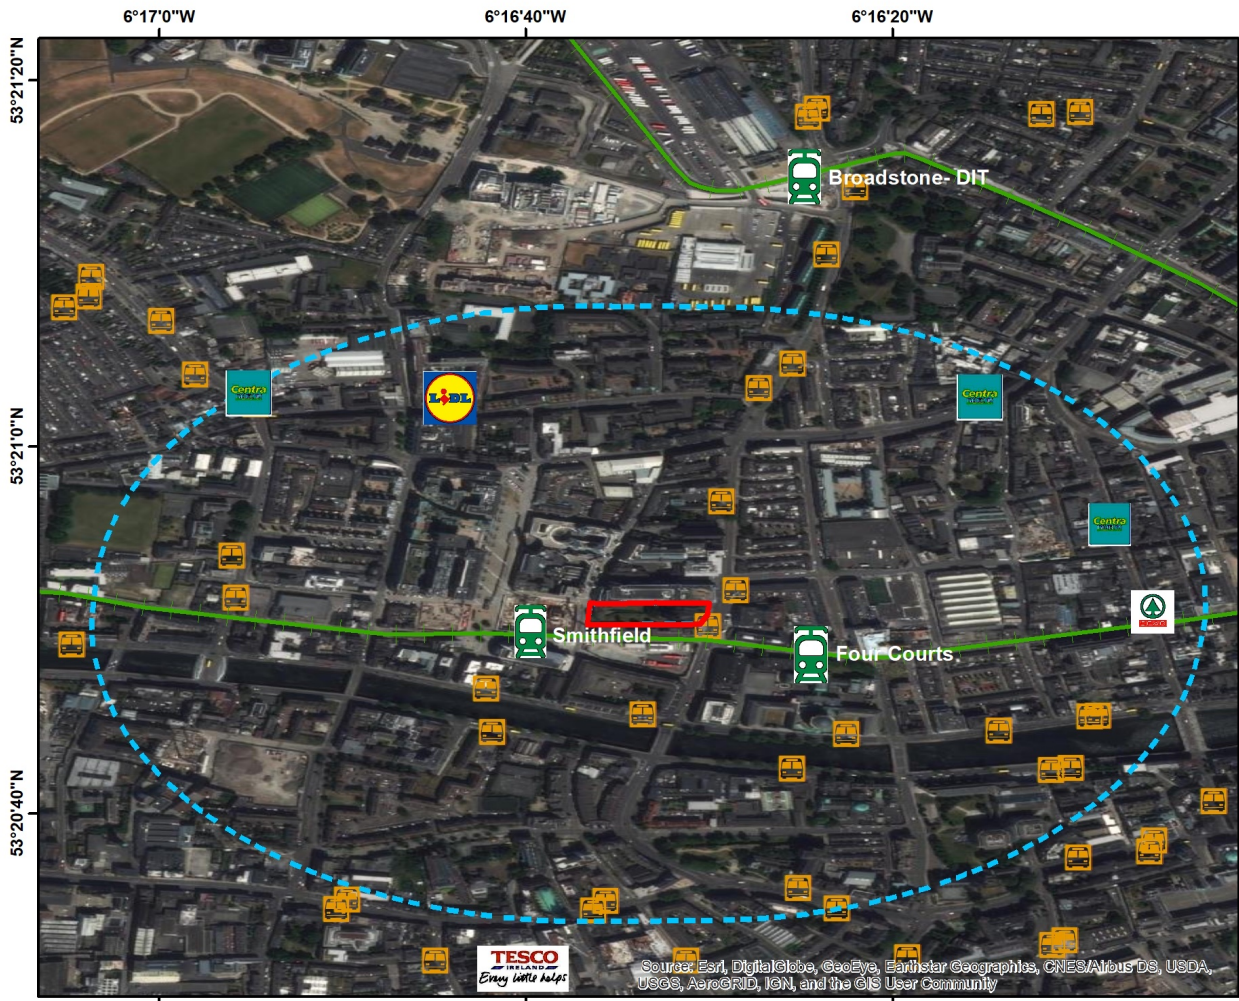 6°17'0"W
6°16'40"W
6°16'20"W
53°21'20"N
53°21'0"N
53°20'40"N
Broadstone- DIT
Centra
LIDL
Centra
Centra
Smithfield
Four Courts
TESCO
IRELAND
Every little helps
Source: Esri, DigitalGlobe, GeoEye, Earthstar Geographics, CNES/Airbus DS, USDA,
USGS, AeroGRID, IGN, and the GIS User Community